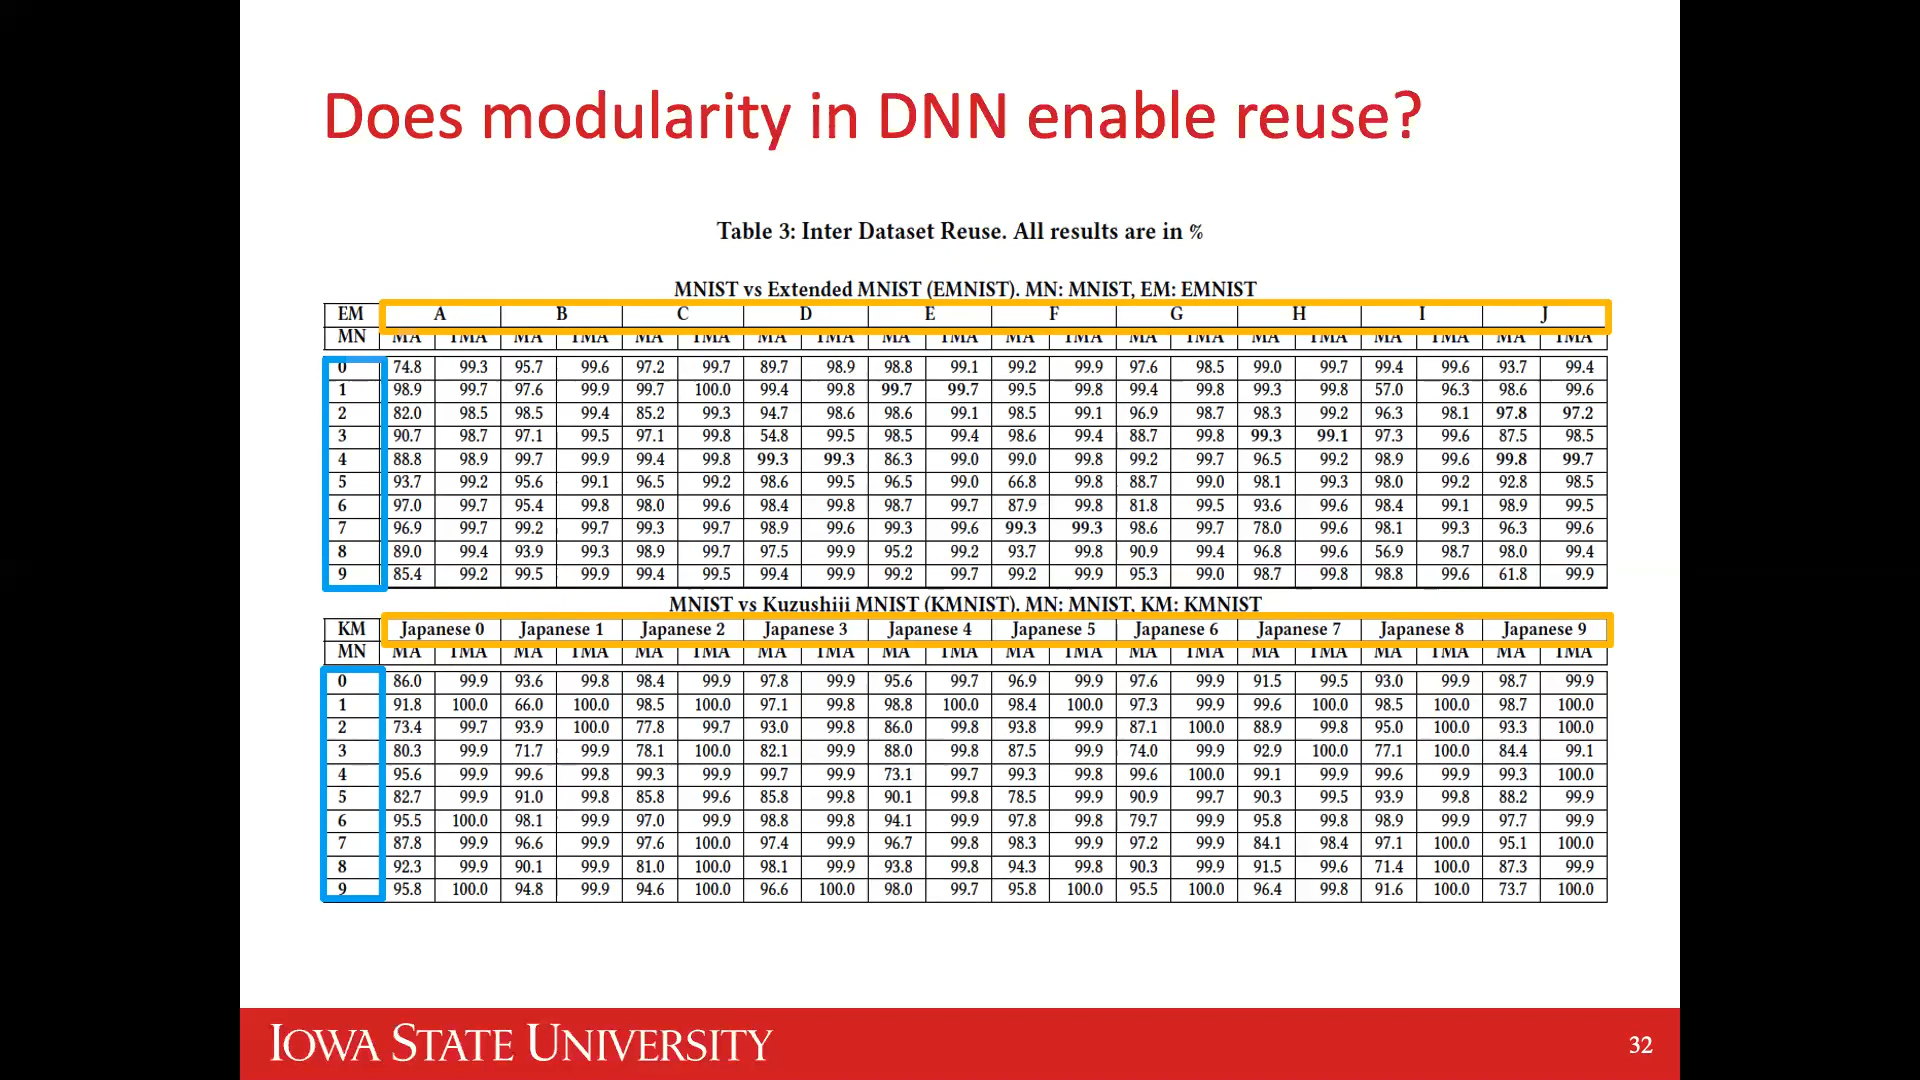 Does modularity in DNN enable reuse?
Table 3: Inter Dataset Reuse. All results are in %
MNIST vs Extended MNIST (EMNIST). MN: MNIST, EM: EMNIST
EM A B C D E F G H I J
MN MA TMA MA TMA MA TMA MA TMA MA TMA MA TMA MA TMA MA TMA MA TMA MA TMA
0 74.8 99.3 95.7 99.6 97.2 99.7 89.7 98.9 98.8 99.1 99.2 99.9 97.6 98.5 99.0 99.7 99.4 99.6 93.7 99.4
1 98.9 99.7 97.6 99.9 99.7 100.0 99.4 99.8 99.7 99.7 99.5 99.8 99.4 99.8 99.3 99.8 57.0 96.3 98.6 99.6
2 82.0 98.5 98.5 99.4 85.2 99.3 94.7 98.6 98.6 99.1 98.5 99.1 96.9 98.7 98.3 99.2 96.3 98.1 97.8 97.2
3 90.7 98.7 97.1 99.5 97.1 99.8 54.8 99.5 98.5 99.4 98.6 99.4 88.7 99.8 99.3 99.1 97.3 99.6 87.5 98.5
4 88.8 98.9 99.7 99.9 99.4 99.8 99.3 99.3 86.3 99.0 99.0 99.8 99.2 99.7 96.5 99.2 98.9 99.6 99.8 99.7
5 93.7 99.2 95.6 99.1 96.5 99.2 98.6 99.5 96.5 99.0 66.8 99.8 88.7 99.0 98.1 99.3 98.0 99.2 92.8 98.5
6 97.0 99.7 95.4 99.8 98.0 99.6 98.4 99.8 98.7 99.7 87.9 99.8 81.8 99.5 93.6 99.6 98.4 99.1 98.9 99.5
7 96.9 99.7 99.2 99.7 99.3 99.7 98.9 99.6 99.3 99.6 99.3 99.3 98.6 99.7 78.0 99.6 98.1 99.3 96.3 99.6
8 89.0 99.4 93.9 99.3 98.9 99.7 97.5 99.9 95.2 99.2 93.7 99.8 90.9 99.4 96.8 99.6 56.9 98.7 98.0 99.4
9 85.4 99.2 99.5 99.9 99.4 99.5 99.4 99.9 99.2 99.7 99.2 99.9 95.3 99.0 98.7 99.8 98.8 99.6 61.8 99.9
MNIST vs Kuzushiji MNIST (KMNIST). MN: MNIST, KM: KMNIST
KM Japanese 0 Japanese 1 Japanese 2 Japanese 3 Japanese 4 Japanese 5 Japanese 6 Japanese 7 Japanese 8 Japanese 9
MN MA TMA MA TMA MA TMA MA TMA MA TMA MA TMA MA TMA MA TMA MA TMA MA TMA
0 86.0 99.9 93.6 99.8 98.4 99.9 97.8 99.9 95.6 99.7 96.9 99.9 97.6 99.9 91.5 99.5 93.0 99.9 98.7 99.9
1 91.8 100.0 66.0 100.0 98.5 100.0 97.1 99.8 98.8 100.0 98.4 100.0 97.3 99.9 99.6 100.0 98.5 100.0 98.7 100.0
2 73.4 99.7 93.9 100.0 77.8 99.7 93.0 99.8 86.0 99.8 93.8 99.9 87.1 100.0 88.9 99.8 95.0 100.0 93.3 100.0
3 80.3 99.9 71.7 99.9 78.1 100.0 82.1 99.9 88.0 99.8 87.5 99.9 74.0 99.9 92.9 100.0 77.1 100.0 84.4 99.1
4 95.6 99.9 99.6 99.8 99.3 99.9 99.7 99.9 73.1 99.7 99.3 99.8 99.6 100.0 99.1 99.9 99.6 99.9 99.3 100.0
5 82.7 99.9 91.0 99.8 85.8 99.6 85.8 99.8 90.1 99.8 78.5 99.9 90.9 99.7 90.3 99.5 93.9 99.8 88.2 99.9
6 95.5 100.0 98.1 99.9 97.0 99.9 98.8 99.8 94.1 99.9 97.8 99.8 79.7 99.9 95.8 99.8 98.9 99.9 97.7 99.9
7 87.8 99.9 96.6 99.9 97.6 100.0 97.4 99.9 96.7 99.8 98.3 99.9 97.2 99.9 84.1 98.4 97.1 100.0 95.1 100.0
8 92.3 99.9 90.1 99.9 81.0 100.0 98.1 99.9 93.8 99.8 94.3 99.8 90.3 99.9 91.5 99.6 71.4 100.0 87.3 99.9
9 95.8 100.0 94.8 99.9 94.6 100.0 96.6 100.0 98.0 99.7 95.8 100.0 95.5 100.0 96.4 99.8 91.6 100.0 73.7 100.0
IOWA STATE UNIVERSITY
32